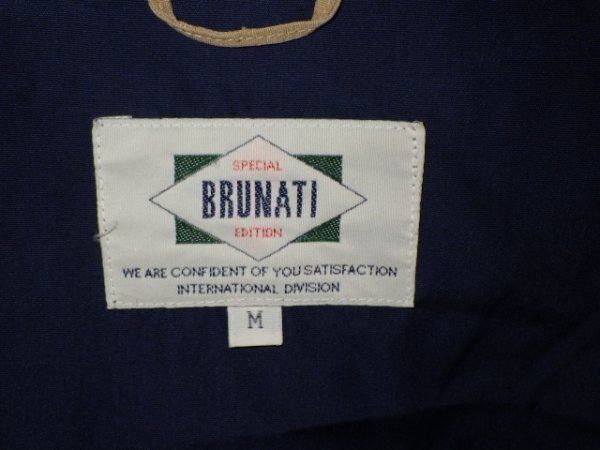 SPECIAL
BRUNATI
EDITION
WE ARE CONFIDENT OF YOU SATISFACTION
INTERNATIONAL DIVISION
M